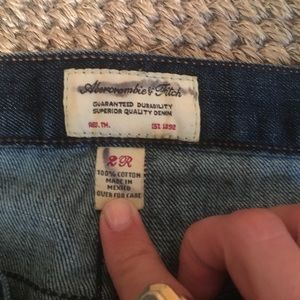 Abercrombie & Fitch
GUARANTEED DURABILITY
SUPERIOR QUALITY DENIM
REG. TM. EST. 1892
2R
100% COTTON
MADE IN
MEXICO
OVER FOR CARE